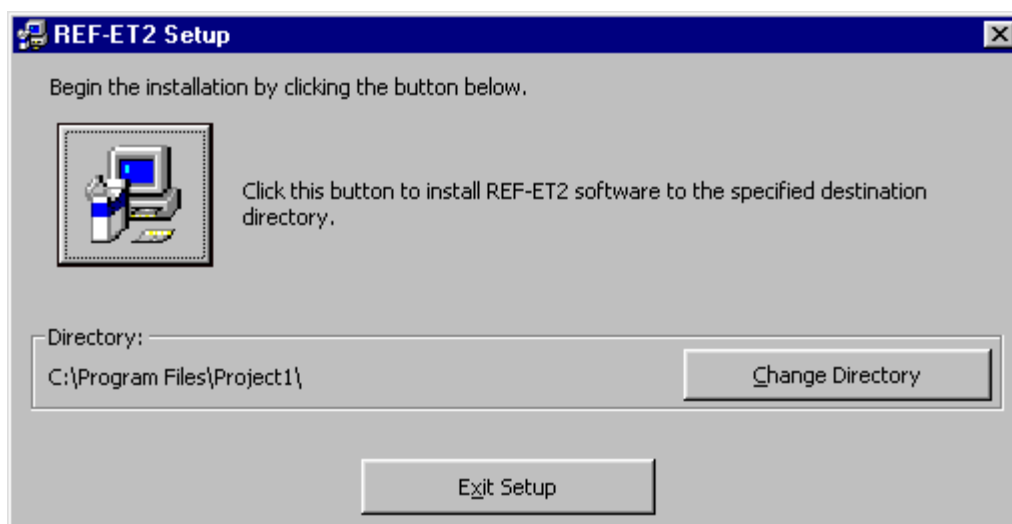 REF-ET2 Setup
Begin the installation by clicking the button below.
Click this button to install REF-ET2 software to the specified destination
directory.
Directory:
C:\Program Files\Project1\
Change Directory
Exit Setup